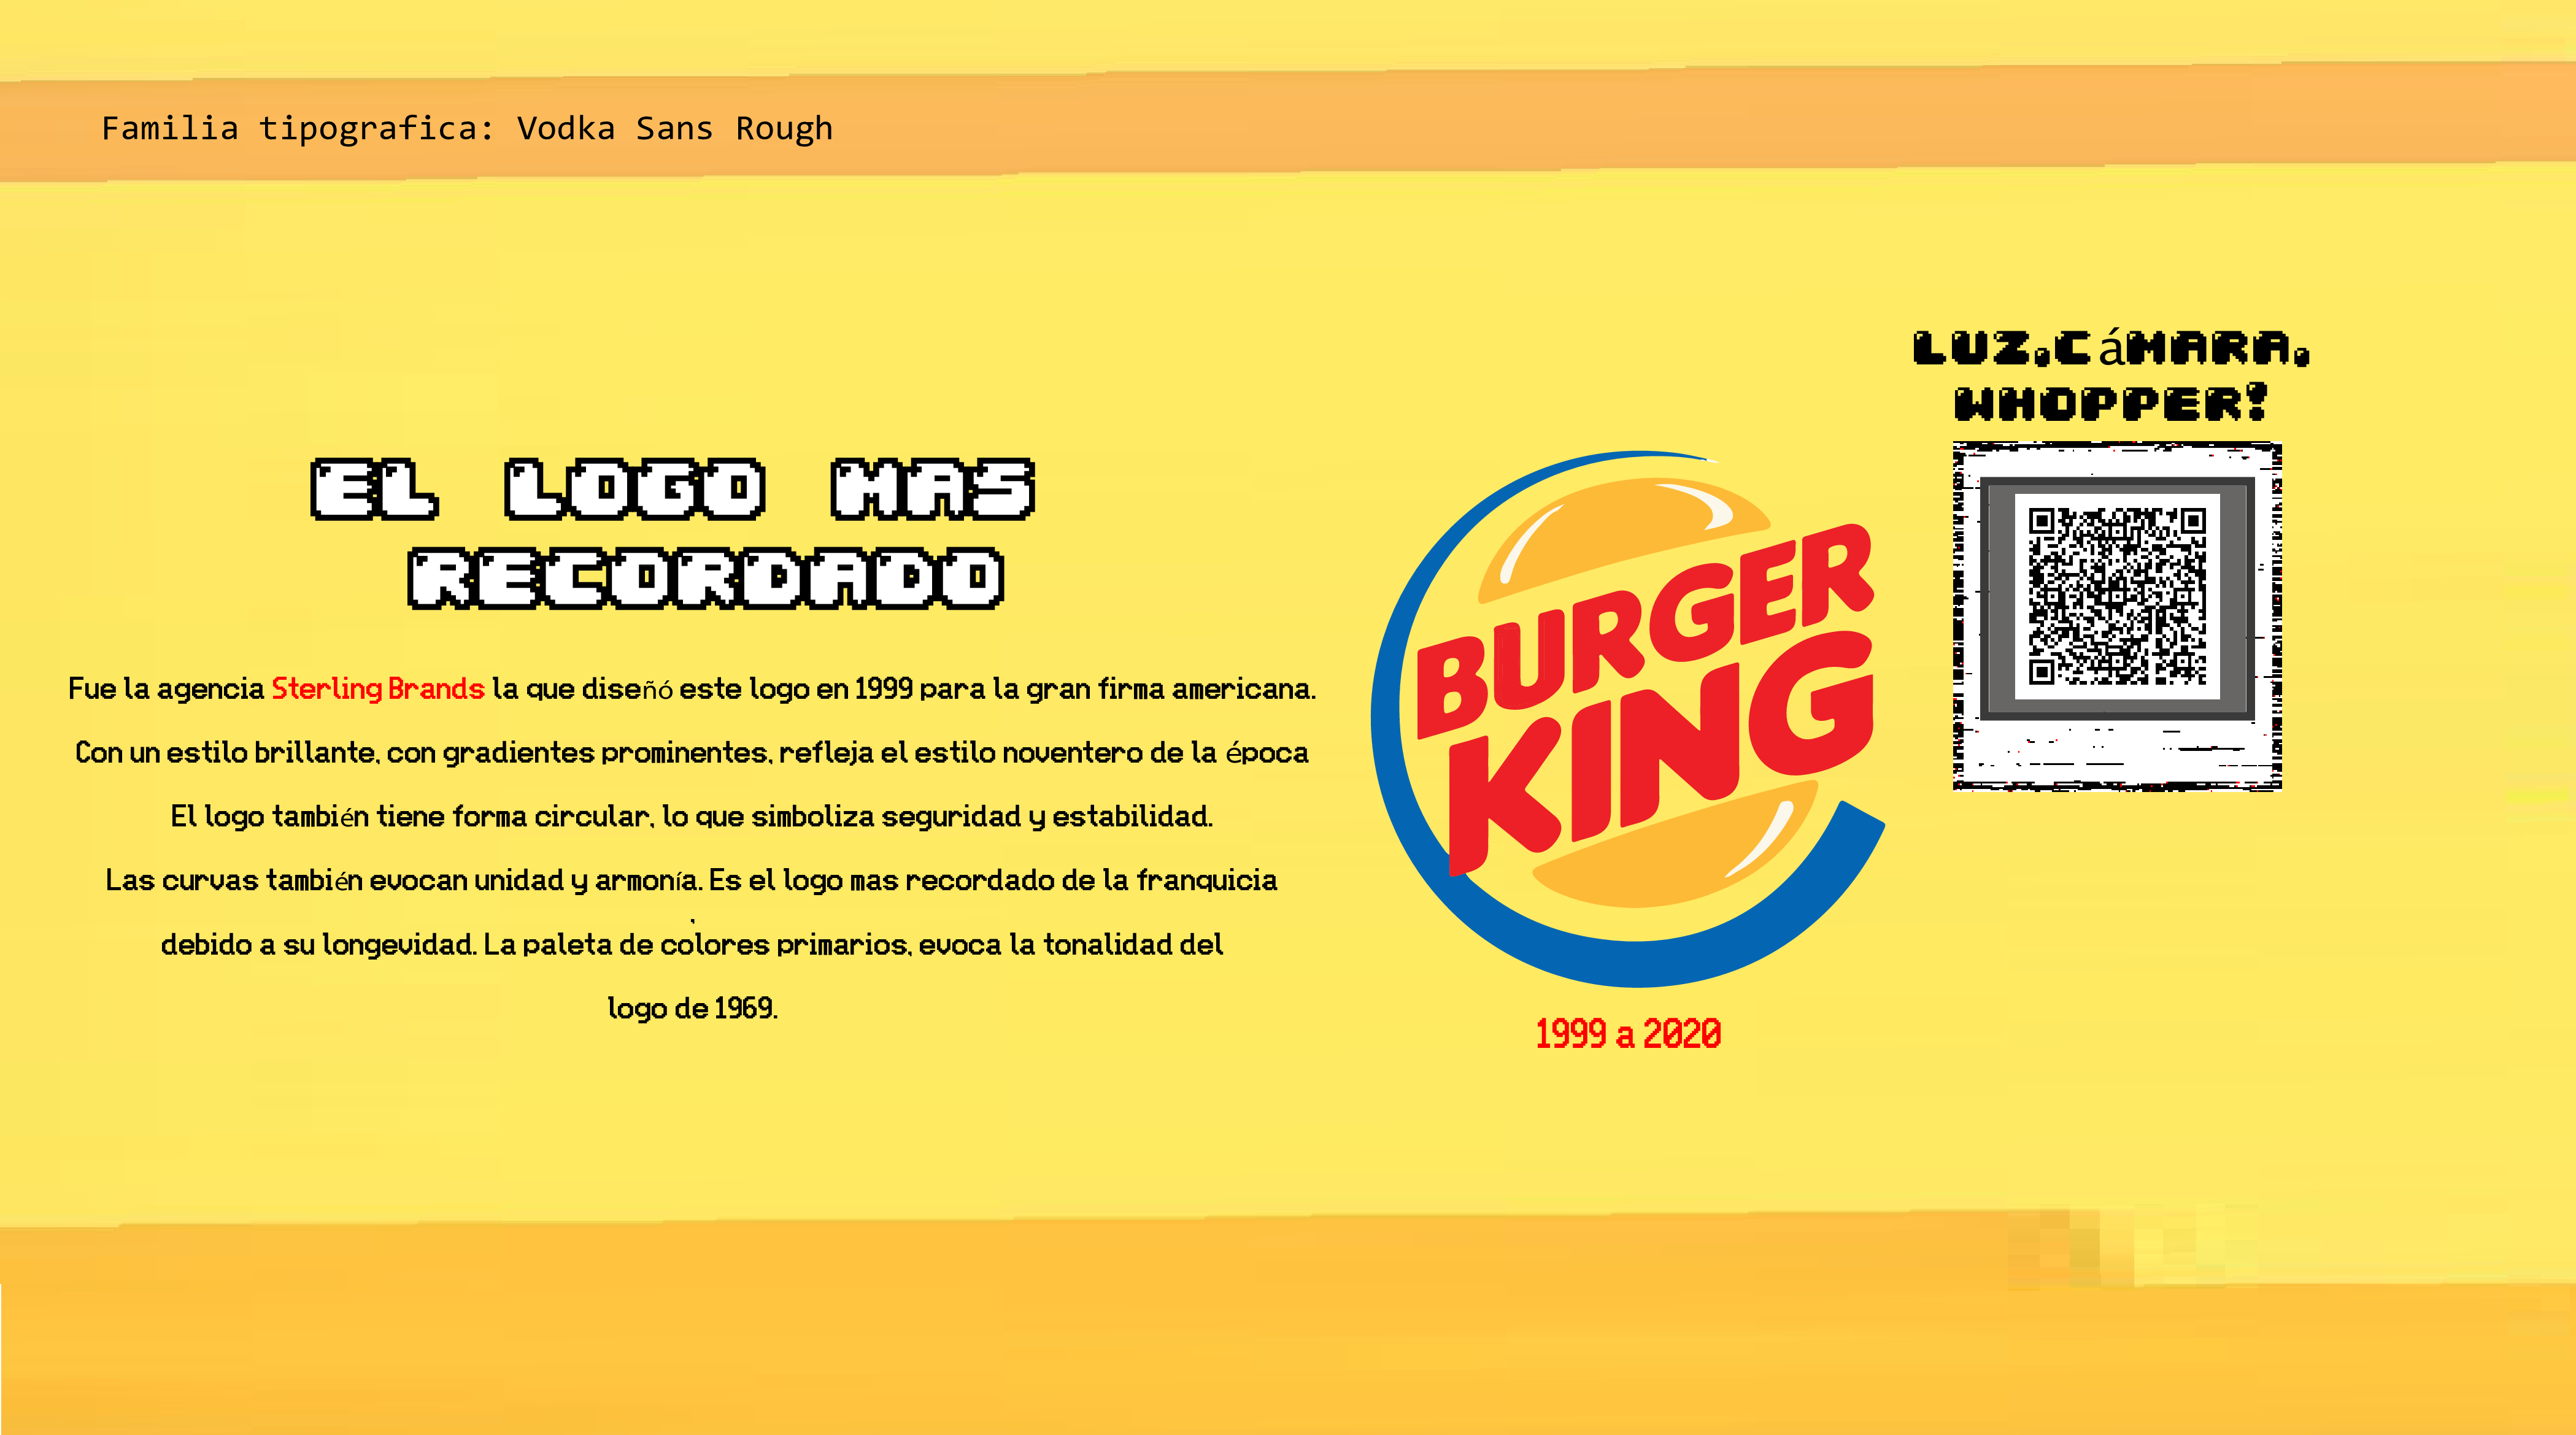 Familia tipografica: Vodka Sans Rough
LUZ,CáMARA,
WHOPPER!
EL LOGO MAS
RECORDADO
Fue la agencia Sterling Brands la que diseñó este logo en 1999 para la gran firma americana.
Con un estilo brillante, con gradientes prominentes, refleja el estilo noventero de la época
El logo también tiene forma circular, lo que simboliza seguridad y estabilidad.
Las curvas también evocan unidad y armonía. Es el logo mas recordado de la franquicia
debido a su longevidad. La paleta de colores primarios, evoca la tonalidad del
logo de 1969.
BURGER
KING
1999 a 2020